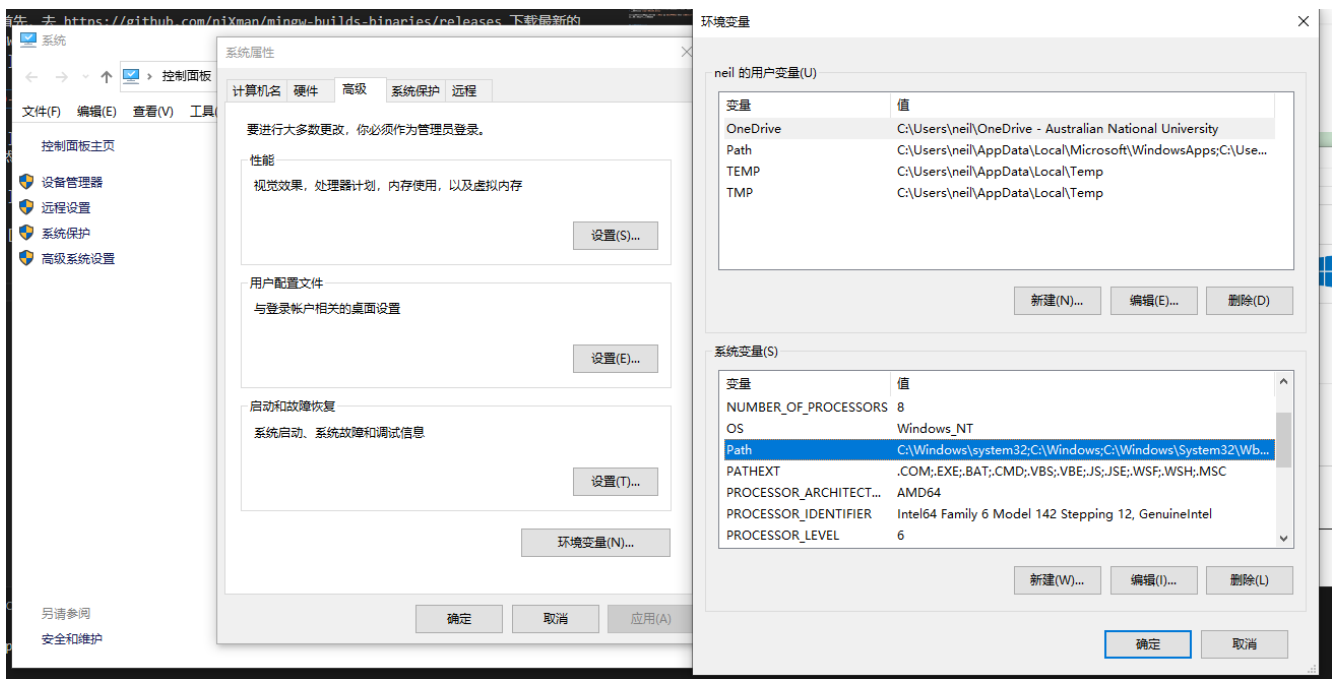 首先，去 https://github.com/niXman/mingw-builds-binaries/releases 下载最新的
系统
控制面板
文件(F) 编辑(E) 查看(V) 工具(
控制面板主页
设备管理器
远程设置
系统保护
高级系统设置
另请参阅
安全和维护
系统属性
计算机名 硬件 高级 系统保护 远程
要进行大多数更改，你必须作为管理员登录。
性能
视觉效果，处理器计划，内存使用，以及虚拟内存
设置(S)...
用户配置文件
与登录帐户相关的桌面设置
设置(E)...
启动和故障恢复
系统启动、系统故障和调试信息
设置(T)...
环境变量(N)...
确定 取消 应用(A)
环境变量
neil 的用户变量(U)
变量 值
OneDrive C:\Users\neil\OneDrive - Australian National University
Path C:\Users\neil\AppData\Local\Microsoft\WindowsApps;C:\Use...
TEMP C:\Users\neil\AppData\Local\Temp
TMP C:\Users\neil\AppData\Local\Temp
新建(N)... 编辑(E)... 删除(D)
系统变量(S)
变量 值
NUMBER_OF_PROCESSORS 8
OS Windows_NT
Path C:\Windows\system32;C:\Windows;C:\Windows\System32\Wb...
PATHEXT .COM;.EXE;.BAT;.CMD;.VBS;.VBE;.JS;.JSE;.WSF;.WSH;.MSC
PROCESSOR_ARCHITECT... AMD64
PROCESSOR_IDENTIFIER Intel64 Family 6 Model 142 Stepping 12, GenuineIntel
PROCESSOR_LEVEL 6
新建(W)... 编辑(I)... 删除(L)
确定 取消